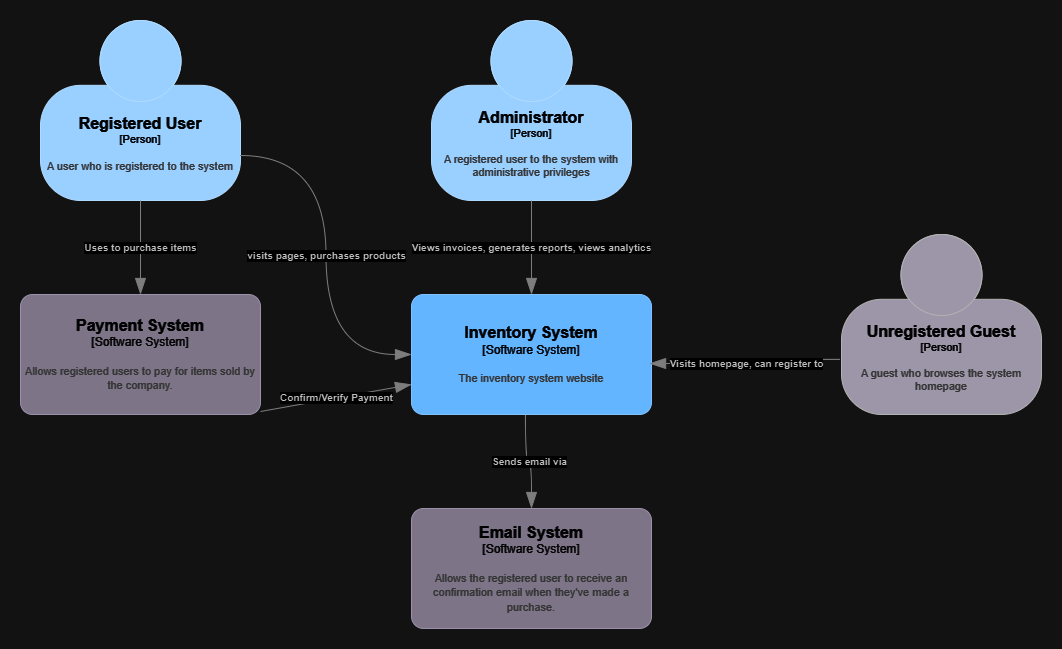 Registered User
[Person]
A user who is registered to the system
Administrator
[Person]
A registered user to the system with
administrative privileges
Uses to purchase items
visits pages, purchases products
Views invoices, generates reports, views analytics
Payment System
[Software System]
Allows registered users to pay for items sold by
the company.
Inventory System
[Software System]
The inventory system website
Unregistered Guest
[Person]
A guest who browses the system
homepage
Visits homepage, can register to
Confirm/Verify Payment
Sends email via
Email System
[Software System]
Allows the registered user to receive an
confirmation email when they've made a
purchase.